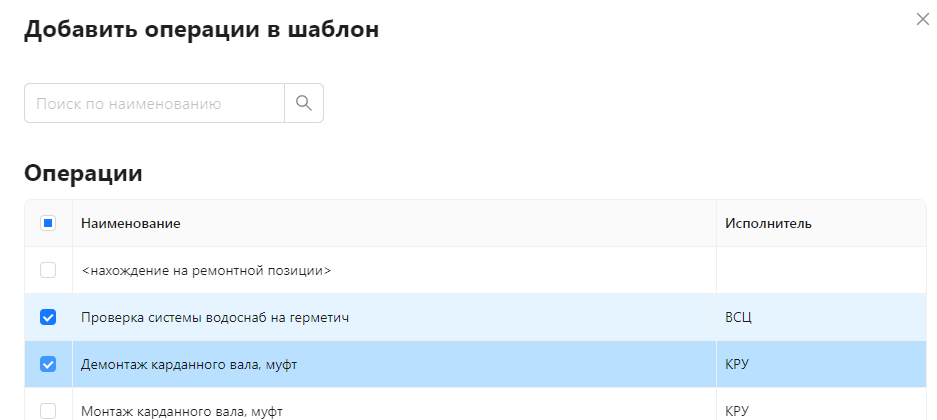 Добавить операции в шаблон
Поиск по наименованию
Операции
Наименование Исполнитель
<нахождение на ремонтной позиции>
Проверка системы водоснаб на герметич ВСЦ
Демонтаж карданного вала, муфт КРУ
Монтаж карданного вала, муфт КРУ